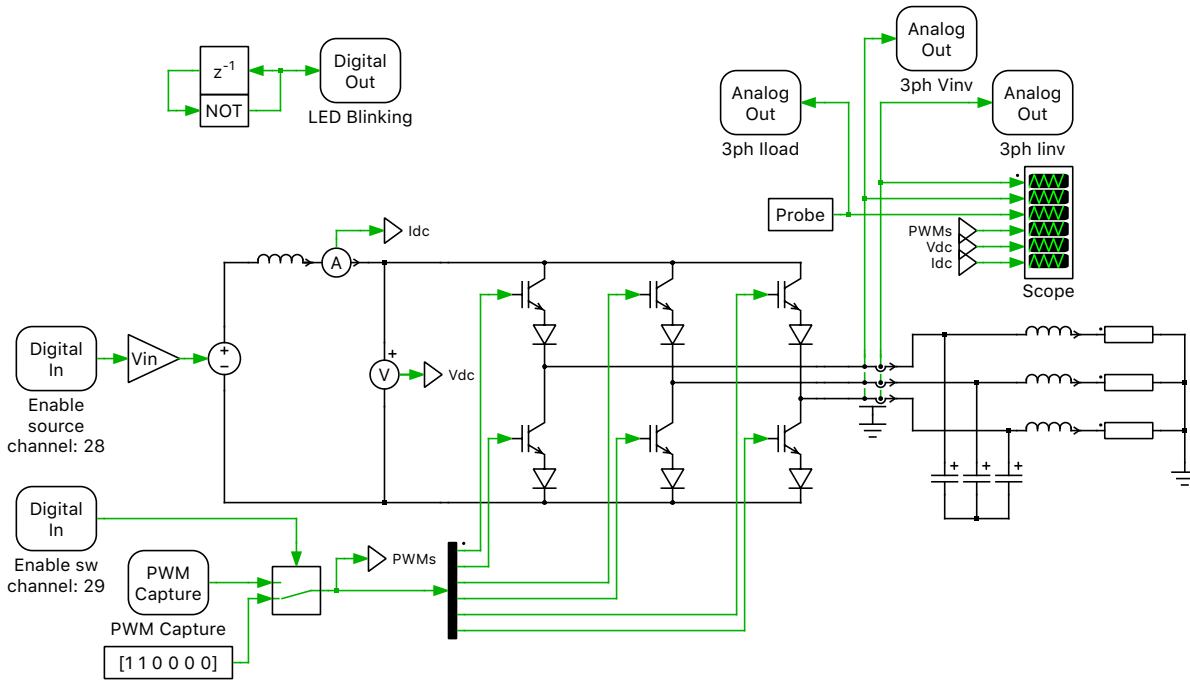 Analog
Out
3ph Vinv
z-1
NOT
Digital
Out
LED Blinking
Analog
Out
3ph Iload
Analog
Out
3ph Iinv
Probe
PWMs
Vdc
Idc
Scope
A
Idc
Digital
In
Enable
source
channel: 28
Vin
+
−
+
V
Vdc
+
+
+
Digital
In
Enable sw
channel: 29
PWM
Capture
PWM Capture
PWMs
[1 1 0 0 0 0]